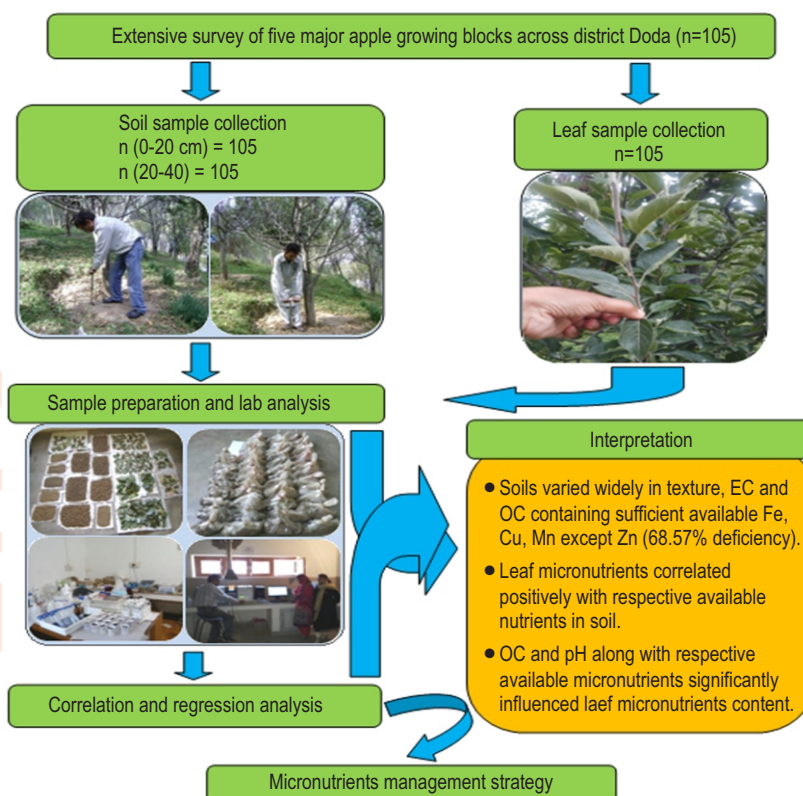 Extensive survey of five major apple growing blocks across district Doda (n=105)
Soil sample collection
n (0-20 cm) = 105
n (20-40) = 105
Leaf sample collection
n=105
Sample preparation and lab analysis
Interpretation
● Soils varied widely in texture, EC and
OC containing sufficient available Fe,
Cu, Mn except Zn (68.57% deficiency).
● Leaf micronutrients correlated
positively with respective available
nutrients in soil.
● OC and pH along with respective
available micronutrients significantly
influenced laef micronutrients content.
Correlation and regression analysis
Micronutrients management strategy